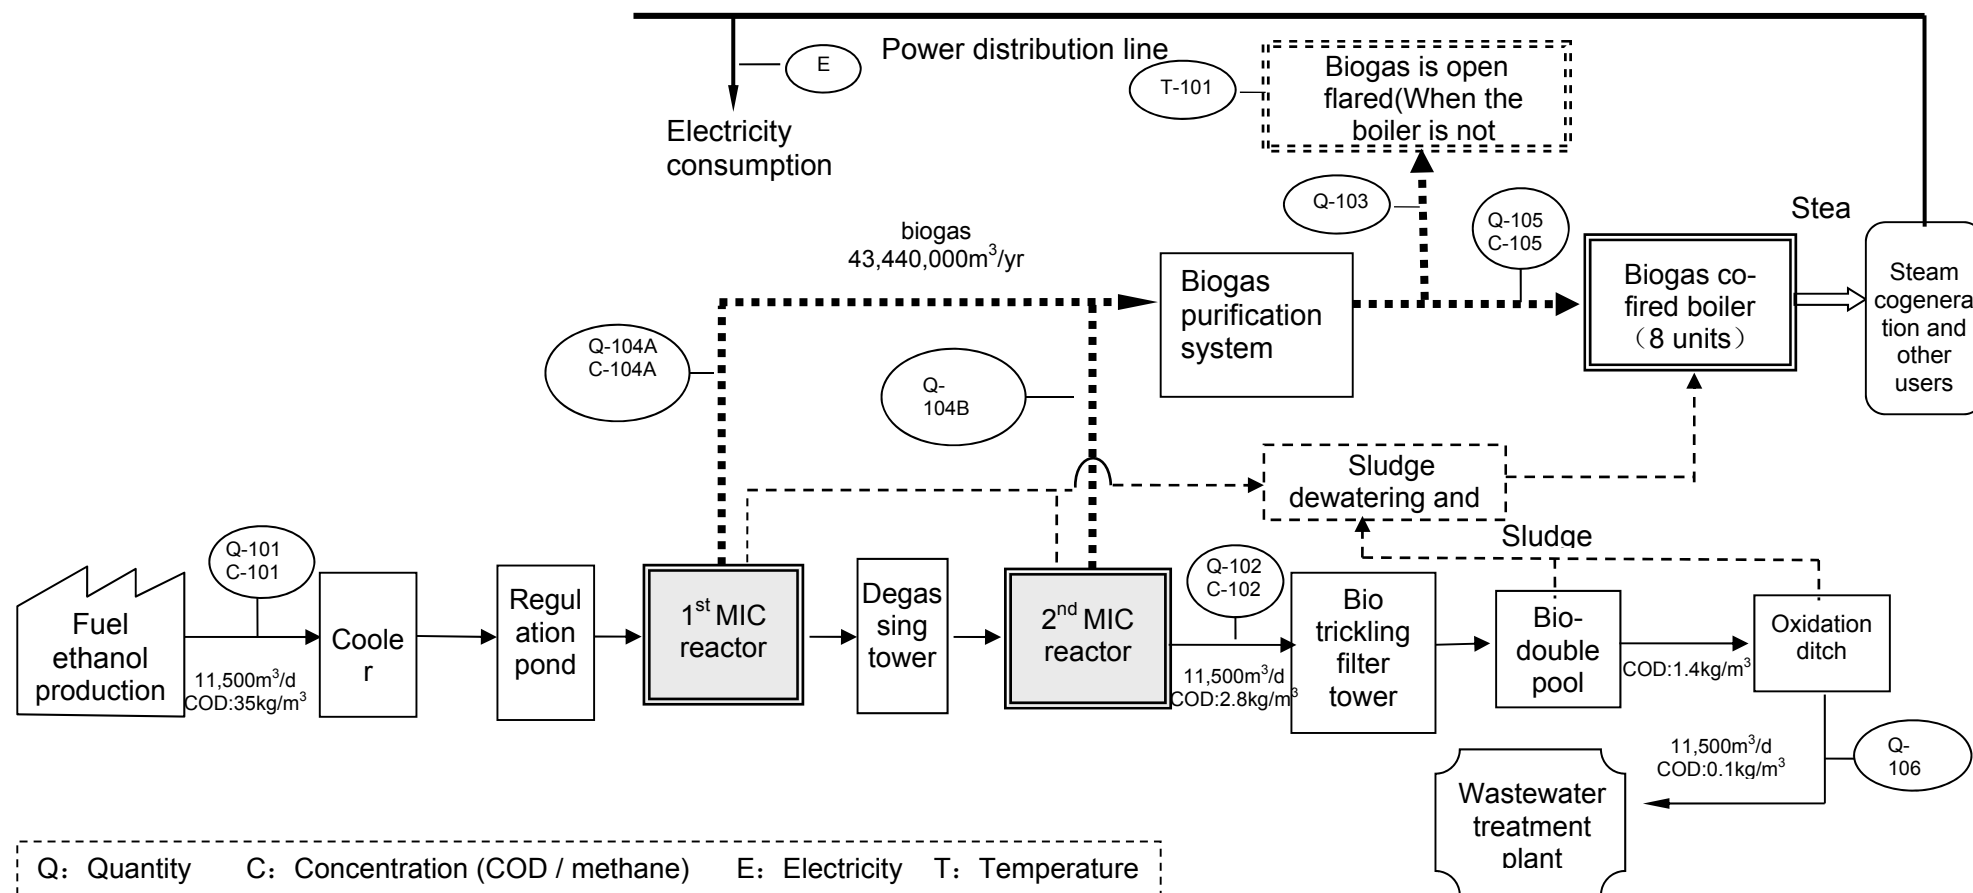 Power distribution line
E
T-101
Biogas is open
flared(When the
boiler is not
Electricity
consumption
Q-103
Q-105
C-105
Stea
biogas
43,440,000m³/yr
Biogas
purification
system
Biogas co-
fired boiler
（8 units）
Steam
cogenera
tion and
other
users
Q-104A
C-104A
Q-
104B
Sludge
dewatering and
Sludge
Q-101
C-101
Q-102
C-102
Fuel
ethanol
production
11,500m³/d
COD:35kg/m³
Coole
r
Regul
ation
pond
1st MIC
reactor
Degas
sing
tower
2nd MIC
reactor
11,500m³/d
COD:2.8kg/m³
Bio
trickling
filter
tower
Bio-
double
pool
COD:1.4kg/m³
Oxidation
ditch
11,500m³/d
COD:0.1kg/m³
Q-
106
Wastewater
treatment
plant
Q：Quantity C：Concentration (COD / methane) E：Electricity T：Temperature